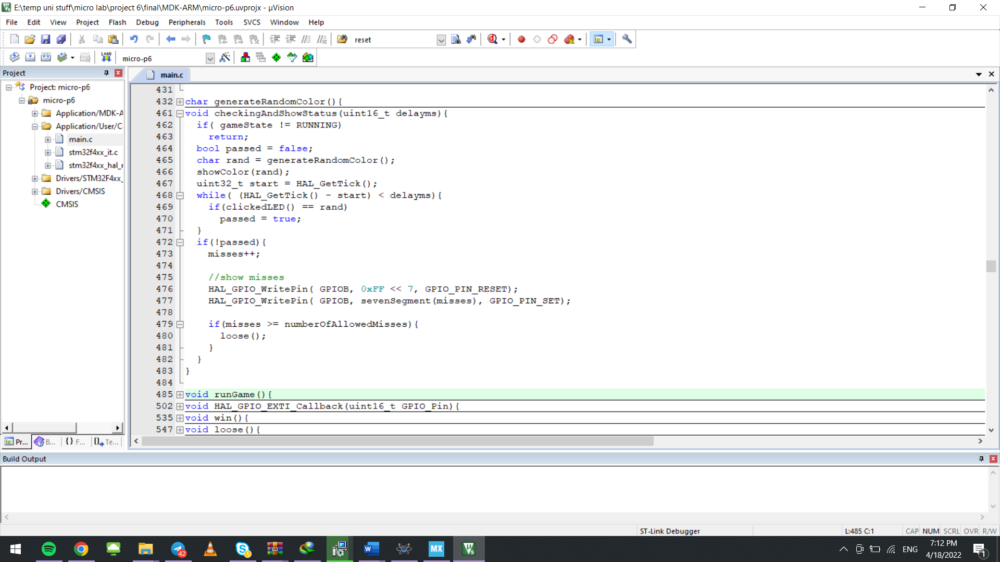 E:\temp uni stuff\micro lab\project 6\final\MDK-ARM\micro-p6.uvprojx - µVision
File Edit View Project Flash Debug Peripherals Tools SVCS Window Help
reset
LOAD
micro-p6
Project
main.c
Project: micro-p6
micro-p6
Application/MDK-A
Application/User/C
main.c
stm32f4xx_it.c
stm32f4xx_hal_r
Drivers/STM32F4xx_
Drivers/CMSIS
CMSIS
Pr...
B...
{} F...
Te...
431
432 char generateRandomColor(){
461 void checkingAndShowStatus(uint16_t delayms){
462 if( gameState != RUNNING)
463 return;
464 bool passed = false;
465 char rand = generateRandomColor();
466 showColor(rand);
467 uint32_t start = HAL_GetTick();
468 while( (HAL_GetTick() - start) < delayms){
469 if(clickedLED() == rand)
470 passed = true;
471 }
472 if(!passed){
473 misses++;
474
475 //show misses
476 HAL_GPIO_WritePin( GPIOB, 0xFF << 7, GPIO_PIN_RESET);
477 HAL_GPIO_WritePin( GPIOB, sevenSegment(misses), GPIO_PIN_SET);
478
479 if(misses >= numberOfAllowedMisses){
480 loose();
481 }
482 }
483 }
484
485 void runGame(){
502 void HAL_GPIO_EXTI_Callback(uint16_t GPIO_Pin){
535 void win(){
547 void loose(){
Build Output
ST-Link Debugger
L:485 C:1
CAP NUM SCRL OVR R/W
42
MX
ENG
7:12 PM
4/18/2022
1